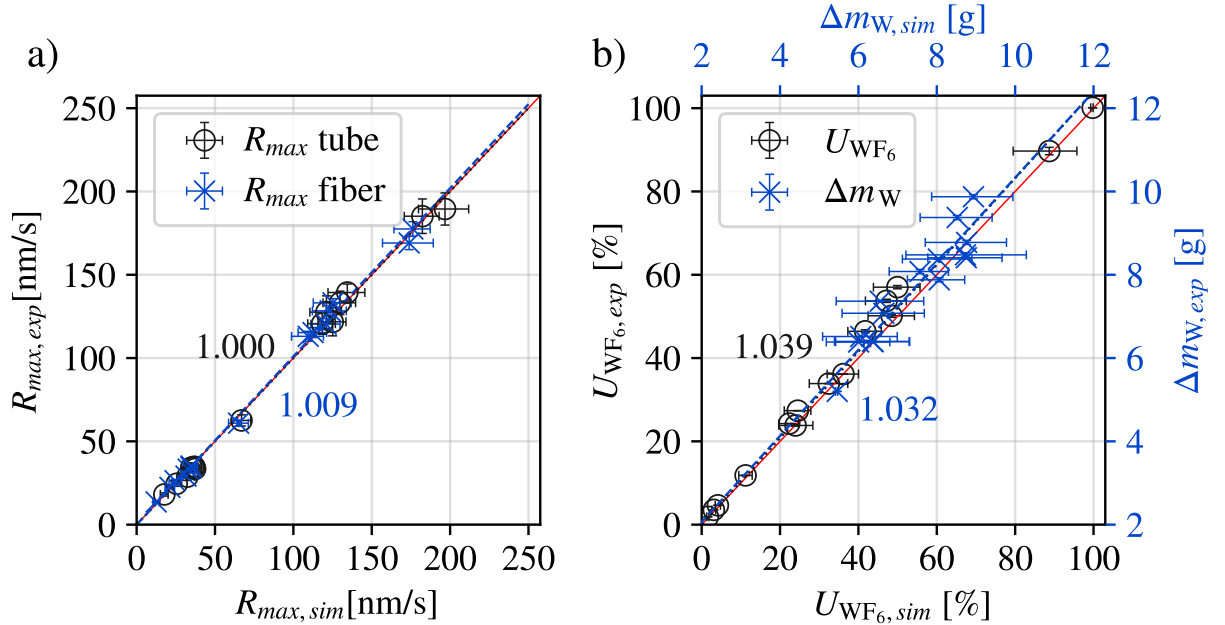 a)
R_max,exp [nm/s]
250
200
150
100
50
0
R_max tube
R_max fiber
1.000
1.009
0 50 100 150 200 250
R_max,sim [nm/s]
b)
Δm_W,sim [g]
2 4 6 8 10 12
U_WF6,exp [%]
100
80
60
40
20
0
U_WF6
Δm_W
1.039
1.032
12
10
8
6
4
2
Δm_W,exp [g]
0 20 40 60 80 100
U_WF6,sim [%]